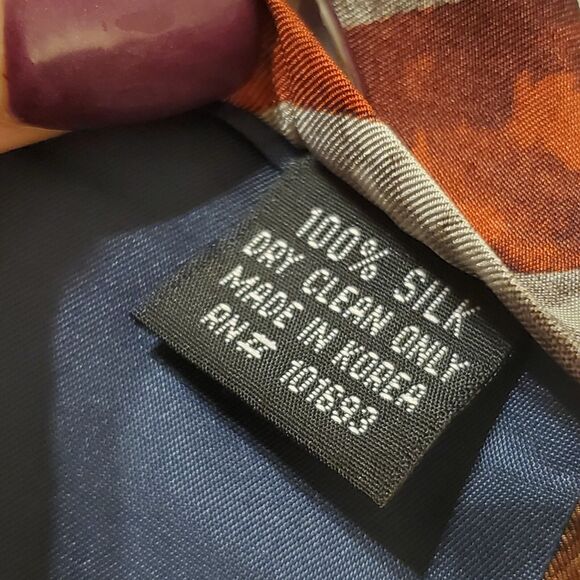 100% SILK
DRY CLEAN ONLY
MADE IN KOREA
RN# 101693